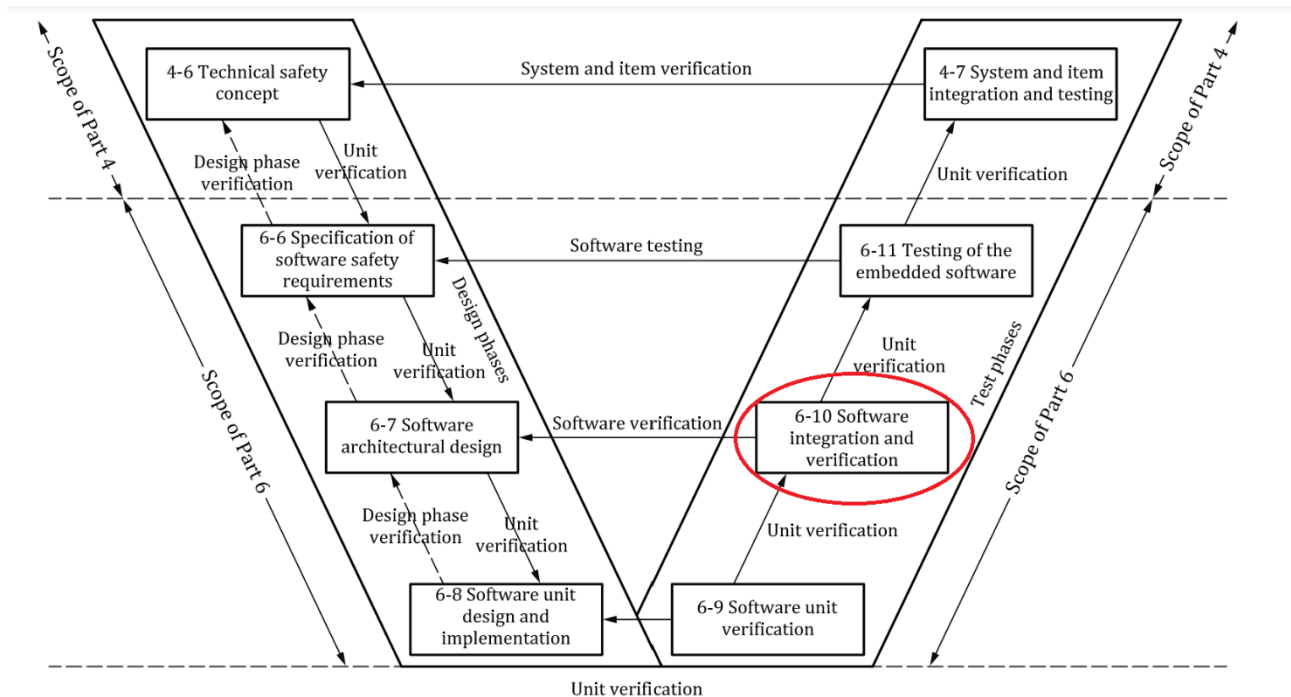 4-6 Technical safety
concept
System and item verification
4-7 System and item
integration and testing
Scope of Part 4
Scope of Part 4
Design phase
verification
Unit
verification
Unit verification
6-6 Specification of
software safety
requirements
Software testing
6-11 Testing of the
embedded software
Design phases
Test phases
Design phase
verification
Unit
verification
Unit
verification
Scope of Part 6
Scope of Part 6
6-7 Software
architectural design
Software verification
6-10 Software
integration and
verification
Design phase
verification
Unit
verification
Unit verification
6-8 Software unit
design and
implementation
6-9 Software unit
verification
Unit verification